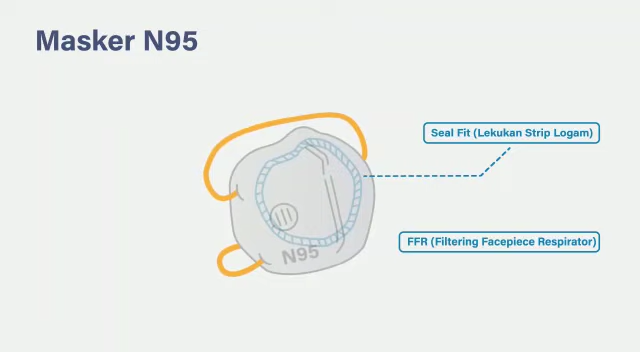 Masker N95
Seal Fit (Lekukan Strip Logam)
FFR (Filtering Facepiece Respirator)
N95